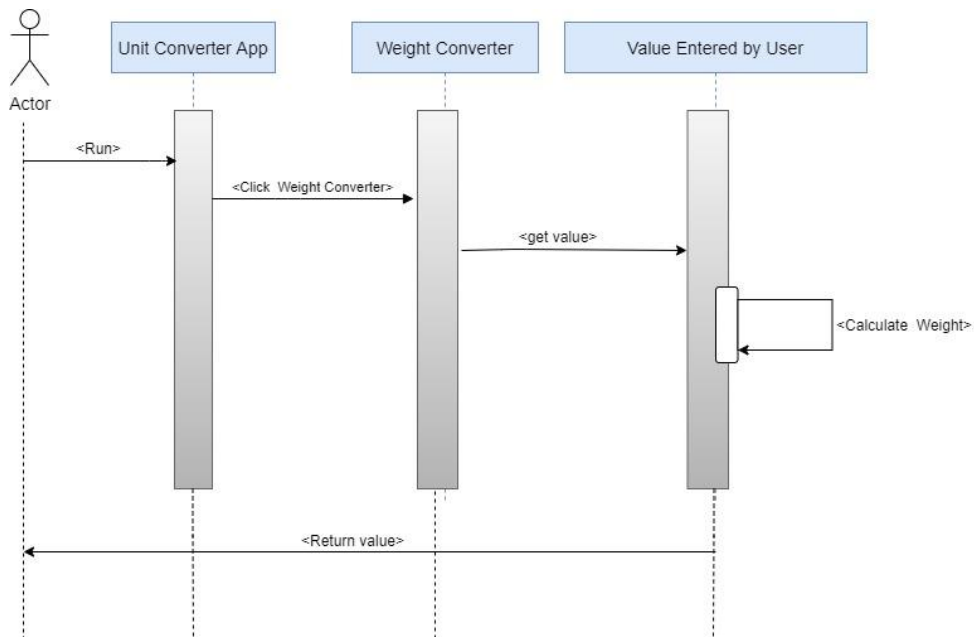 Unit Converter App
Weight Converter
Value Entered by User
Actor
<Run>
<Click Weight Converter>
<get value>
<Calculate Weight>
<Return value>